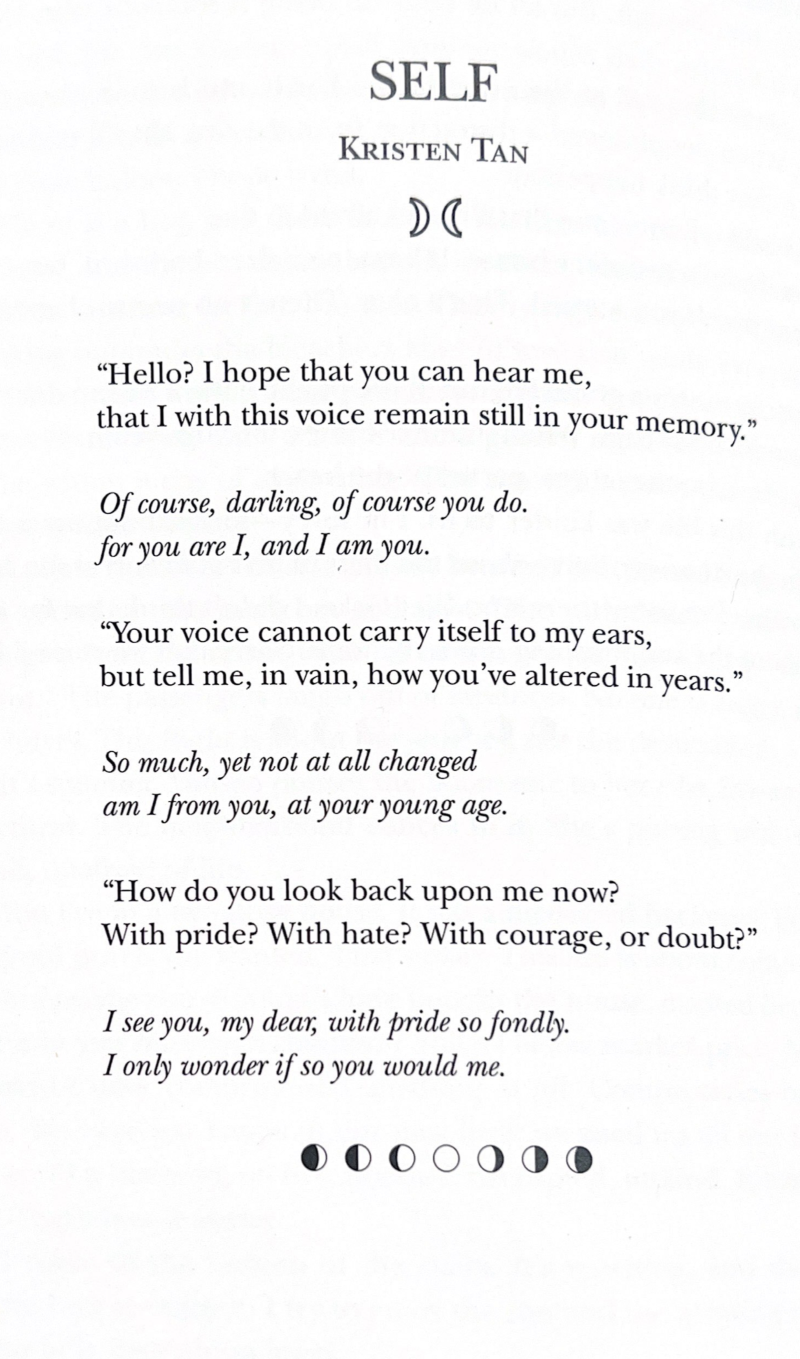 SELF
KRISTEN TAN
“Hello? I hope that you can hear me,
that I with this voice remain still in your memory.”
Of course, darling, of course you do.
for you are I, and I am you.
“Your voice cannot carry itself to my ears,
but tell me, in vain, how you’ve altered in years.”
So much, yet not at all changed
am I from you, at your young age.
“How do you look back upon me now?
With pride? With hate? With courage, or doubt?”
I see you, my dear, with pride so fondly.
I only wonder if so you would me.